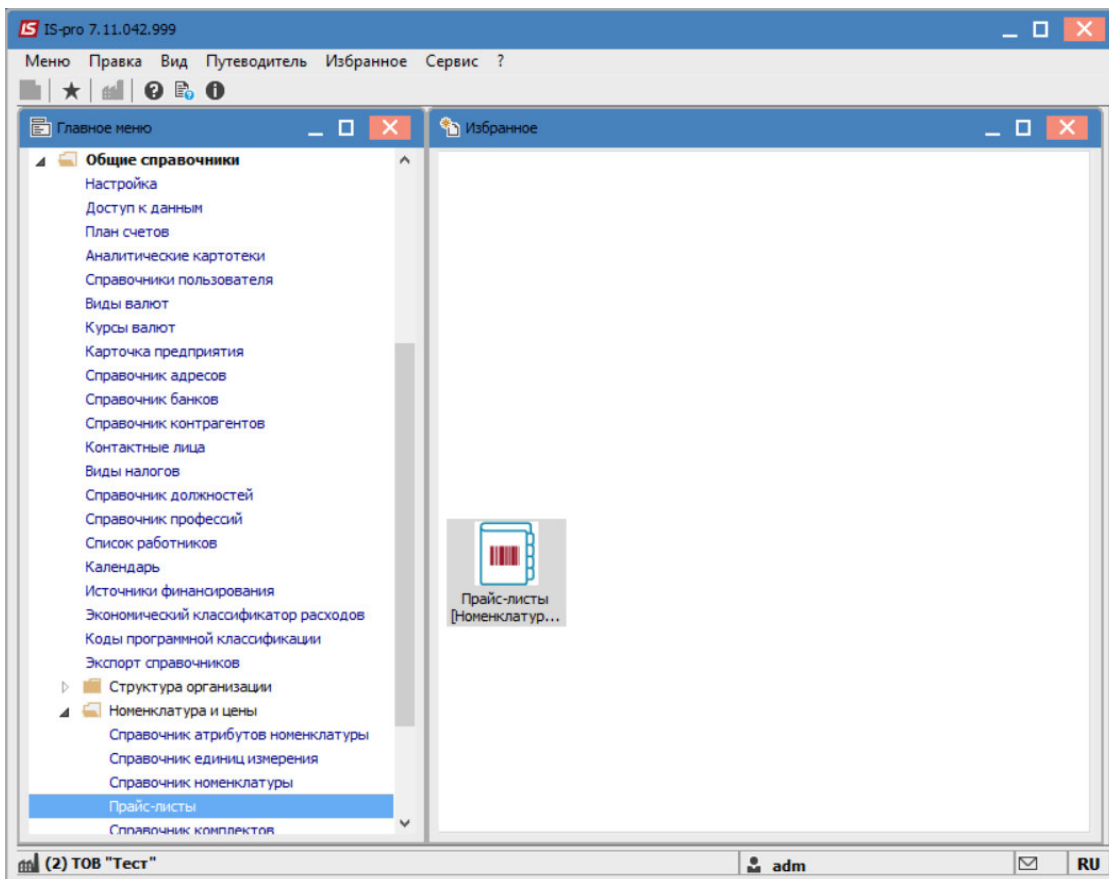 IS IS-pro 7.11.042.999
Меню Правка Вид Путеводитель Избранное Сервис ?
Главное меню
Общие справочники
Настройка
Доступ к данным
План счетов
Аналитические картотеки
Справочники пользователя
Виды валют
Курсы валют
Карточка предприятия
Справочник адресов
Справочник банков
Справочник контрагентов
Контактные лица
Виды налогов
Справочник должностей
Справочник профессий
Список работников
Календарь
Источники финансирования
Экономический классификатор расходов
Коды программной классификации
Экспорт справочников
Структура организации
Номенклатура и цены
Справочник атрибутов номенклатуры
Справочник единиц измерения
Справочник номенклатуры
Прайс-листы
Справочник комплектов
Избранное
Прайс-листы
[Номенклатур...
(2) ТОВ "Тест"
adm
RU